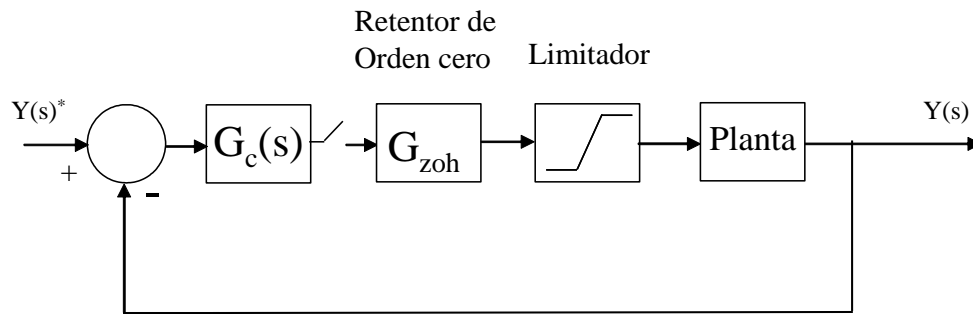 Retentor de
Orden cero
Limitador
Y(s)*
Y(s)
Gc(s)
Gzoh
Planta
+
-